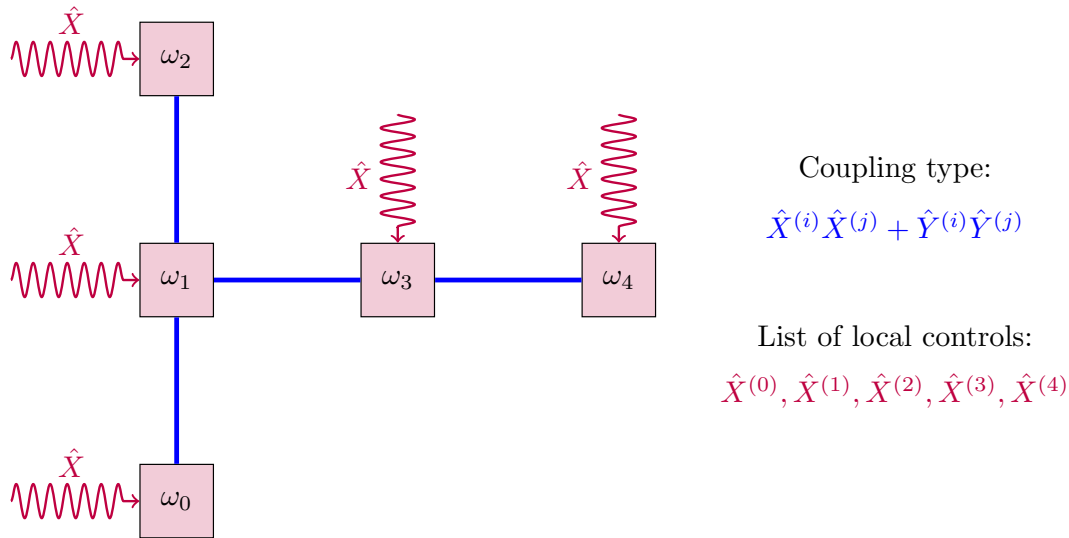 X̂
ω₂
X̂
X̂
X̂
ω₁
ω₃
ω₄
X̂
ω₀
Coupling type:
X̂⁽ⁱ⁾X̂⁽ʲ⁾ + Ŷ⁽ⁱ⁾Ŷ⁽ʲ⁾
List of local controls:
X̂⁽⁰⁾, X̂⁽¹⁾, X̂⁽²⁾, X̂⁽³⁾, X̂⁽⁴⁾